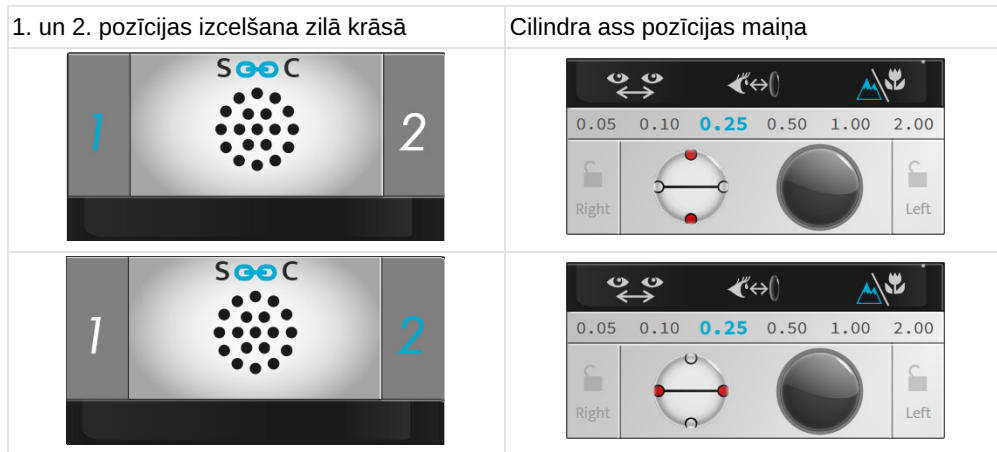 1. un 2. pozīcijas izcelšana zilā krāsā
Cilindra ass pozīcijas maiņa
S C
1
2
0.05 0.10 0.25 0.50 1.00 2.00
Right
Left
S C
1
2
0.05 0.10 0.25 0.50 1.00 2.00
Right
Left